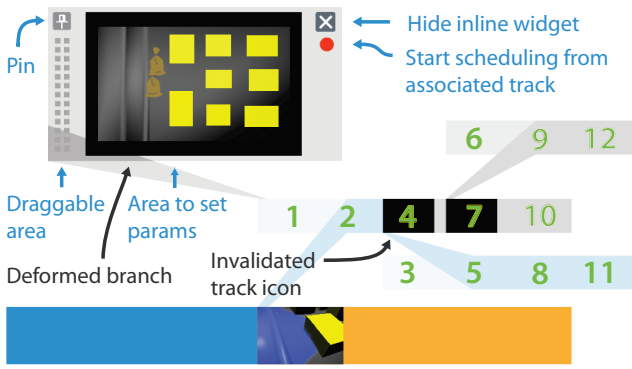 Hide inline widget
Pin
Start scheduling from
associated track
6 9 12
Draggable
area
Area to set
params
1 2 4 7 10
Deformed branch
Invalidated
track icon
3 5 8 11